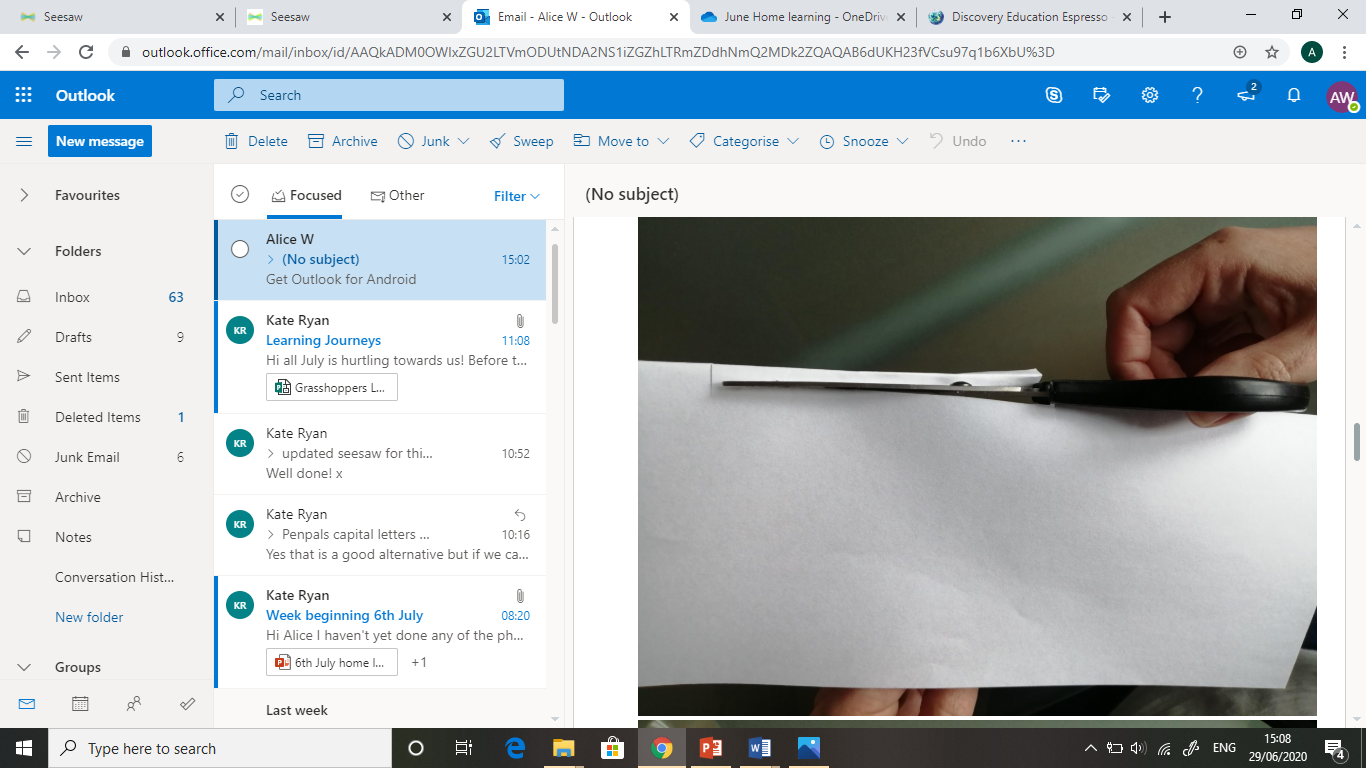 Seesaw
Seesaw
Email - Alice W - Outlook
June Home learning - OneDrive
Discovery Education Espresso
outlook.office.com/mail/inbox/id/AAQkADM0OWIxZGU2LTVmODUtNDA2NS1iZGZhLTRmZDdhNmQ2MDk2ZQAQAB6dUKH23fVCsu97q1b6XbU%3D
A
Outlook
Search
2
AW
New message
Delete
Archive
Junk
Sweep
Move to
Categorise
Snooze
Undo
Favourites
Folders
Inbox 63
Drafts 9
Sent Items
Deleted Items 1
Junk Email 6
Archive
Notes
Conversation Hist...
New folder
Groups
Focused
Other
Filter
Alice W
(No subject) 15:02
Get Outlook for Android
KR
Kate Ryan
Learning Journeys 11:08
Hi all July is hurtling towards us! Before t...
Grasshoppers L...
KR
Kate Ryan
updated seesaw for thi... 10:52
Well done! x
KR
Kate Ryan
Penpals capital letters ... 10:16
Yes that is a good alternative but if we ca...
KR
Kate Ryan
Week beginning 6th July 08:20
Hi Alice I haven't yet done any of the ph...
6th July home l... +1
Last week
(No subject)
Type here to search
ENG
15:08
29/06/2020
4